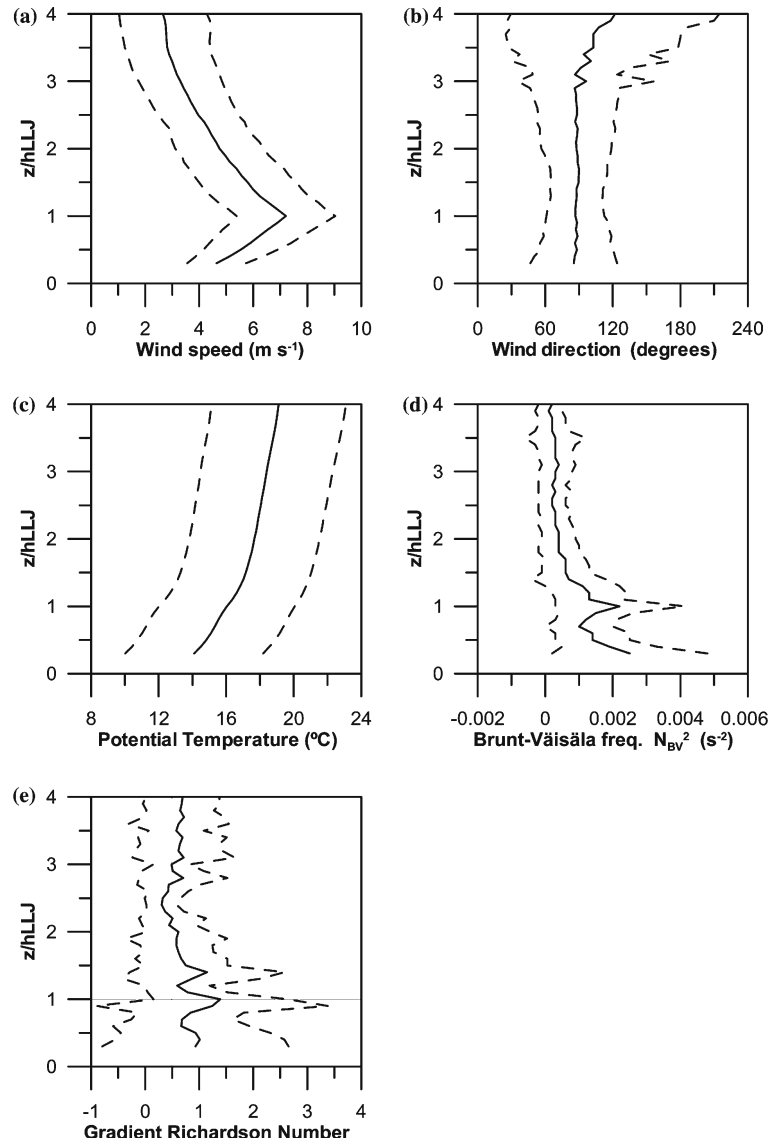 (a)
4
3
2
1
0
z/hLLJ
0 2 4 6 8 10
Wind speed (m s-1)
(b)
4
3
2
1
0
z/hLLJ
0 60 120 180 240
Wind direction (degrees)
(c)
4
3
2
1
0
z/hLLJ
8 12 16 20 24
Potential Temperature (ºC)
(d)
4
3
2
1
0
z/hLLJ
-0.002 0 0.002 0.004 0.006
Brunt-Väisäla freq. NBV2 (s-2)
(e)
4
3
2
1
0
z/hLLJ
-1 0 1 2 3 4
Gradient Richardson Number